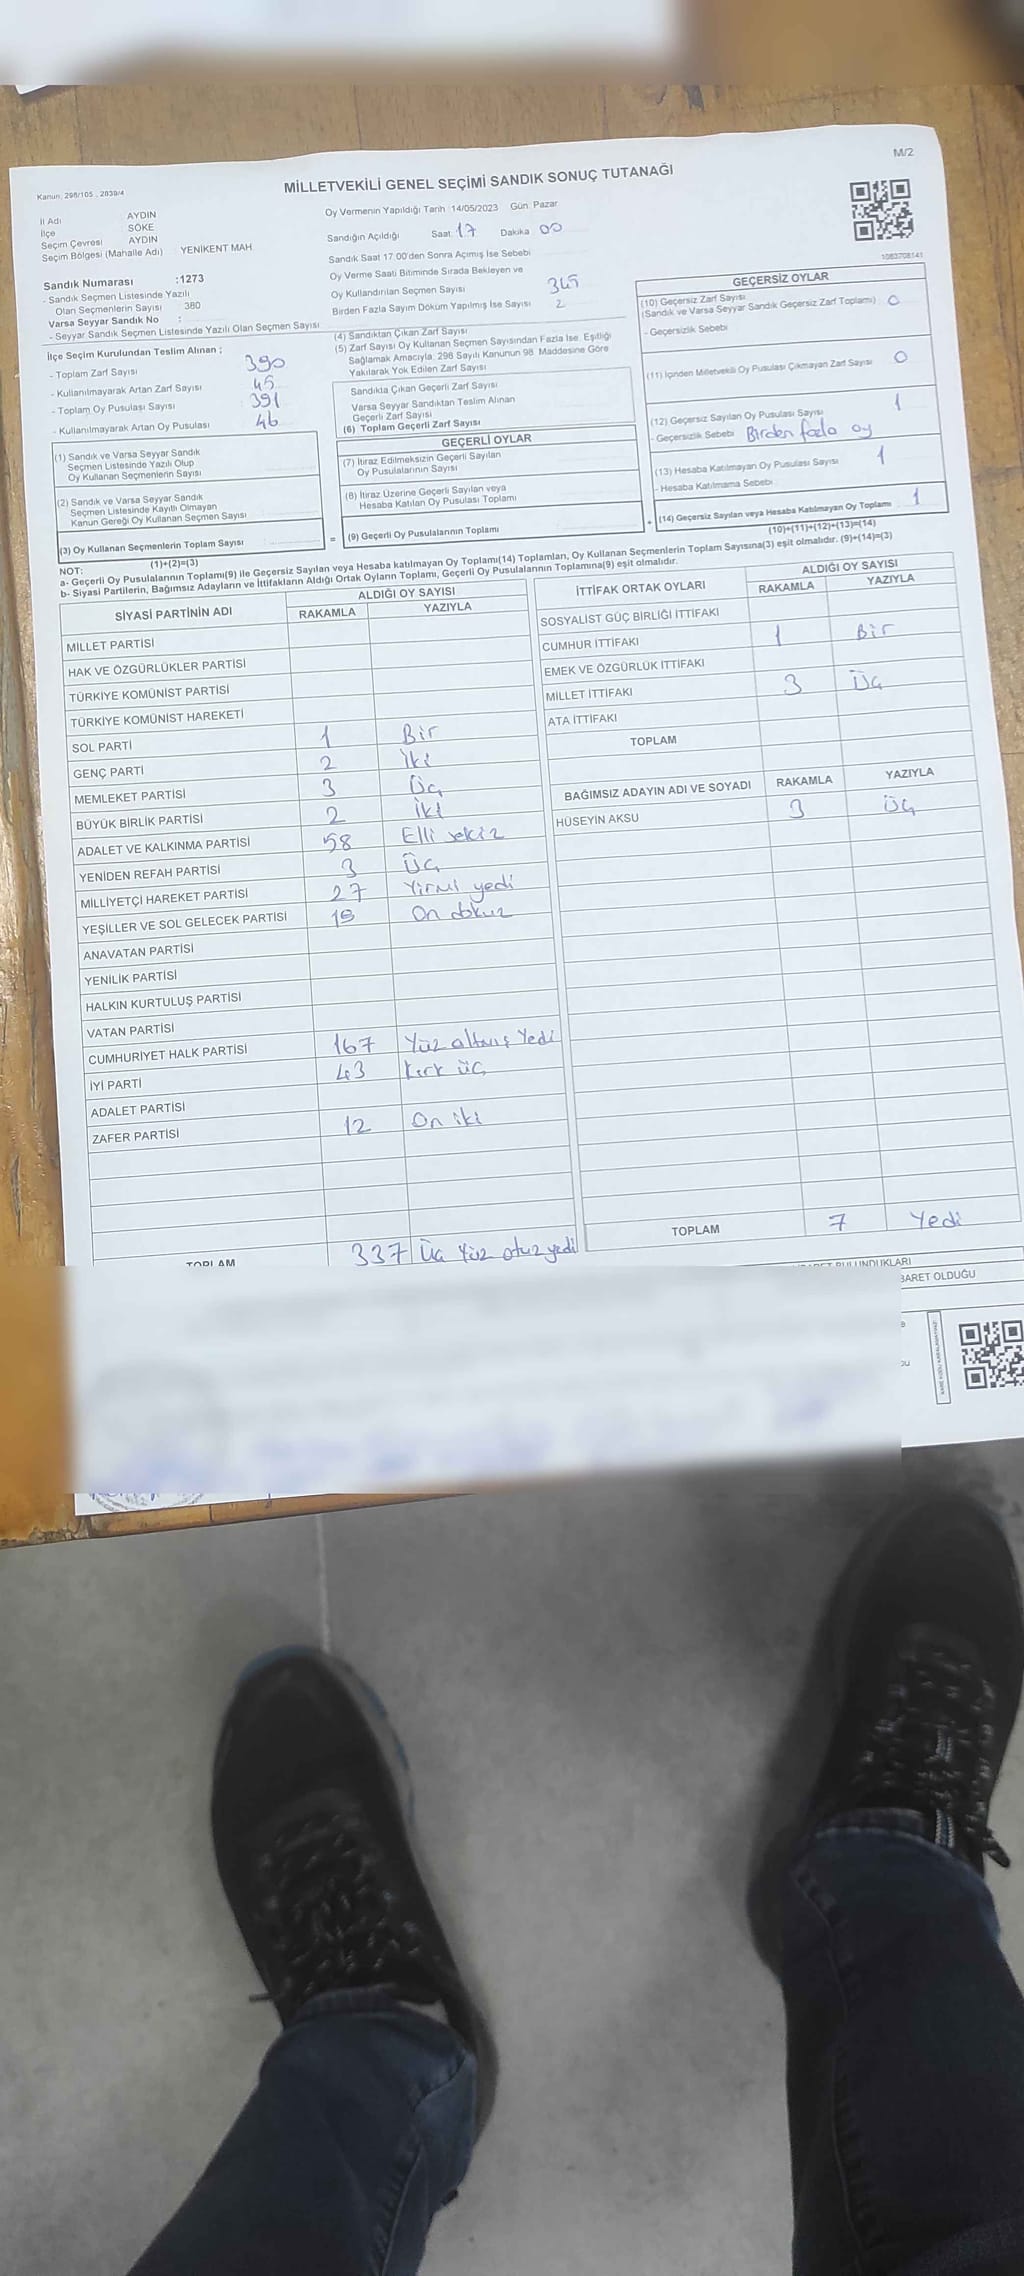 M/2
Kanun: 298/105 , 2839/4
MİLLETVEKİLİ GENEL SEÇİMİ SANDIK SONUÇ TUTANAĞI
İl Adı AYDIN
İlçe SÖKE
Seçim Çevresi AYDIN
Seçim Bölgesi (Mahalle Adı) YENİKENT MAH.
Sandık Numarası :1273
- Sandık Seçmen Listesinde Yazılı
Olan Seçmenlerin Sayısı : 380
Varsa Seyyar Sandık No :
- Seyyar Sandık Seçmen Listesinde Yazılı Olan Seçmen Sayısı
Oy Vermenin Yapıldığı Tarih :14/05/2023 Gün: Pazar
Sandığın Açıldığı Saat 17 Dakika 00
Sandık Saat 17:00'den Sonra Açımış İse Sebebi
Oy Verme Saati Bitiminde Sırada Bekleyen ve
Oy Kullandırılan Seçmen Sayısı 345
Birden Fazla Sayım Döküm Yapılmış İse Sayısı 2
1083708141
İlçe Seçim Kurulundan Teslim Alınan ;
- Toplam Zarf Sayısı 390
- Kullanılmayarak Artan Zarf Sayısı 45
- Toplam Oy Pusulası Sayısı 391
- Kullanılmayarak Artan Oy Pusulası 46
(1) Sandık ve Varsa Seyyar Sandık
Seçmen Listesinde Yazılı Olup
Oy Kullanan Seçmenlerin Sayısı
(2) Sandık ve Varsa Seyyar Sandık
Seçmen Listesinde Kayıtlı Olmayan
Kanun Gereği Oy Kullanan Seçmen Sayısı
(3) Oy Kullanan Seçmenlerin Toplam Sayısı
(1)+(2)=(3)
(4) Sandıktan Çıkan Zarf Sayısı
(5) Zarf Sayısı Oy Kullanan Seçmen Sayısından Fazla İse, Eşitliği
Sağlamak Amacıyla, 298 Sayılı Kanunun 98. Maddesine Göre
Yakılarak Yok Edilen Zarf Sayısı
Sandıkta Çıkan Geçerli Zarf Sayısı
Varsa Seyyar Sandıktan Teslim Alınan
Geçerli Zarf Sayısı
(6) Toplam Geçerli Zarf Sayısı
GEÇERLİ OYLAR
(7) İtiraz Edilmeksizin Geçerli Sayılan
Oy Pusulalarının Sayısı
(8) İtiraz Üzerine Geçerli Sayılan veya
Hesaba Katılan Oy Pusulası Toplamı
= (9) Geçerli Oy Pusulalarının Toplamı +
GEÇERSİZ OYLAR
(10) Geçersiz Zarf Sayısı
(Sandık ve Varsa Seyyar Sandık Geçersiz Zarf Toplamı) 0
- Geçersizlik Sebebi
(11) İçinden Milletvekili Oy Pusulası Çıkmayan Zarf Sayısı 0
(12) Geçersiz Sayılan Oy Pusulası Sayısı 1
- Geçersizlik Sebebi Birden fazla oy
(13) Hesaba Katılmayan Oy Pusulası Sayısı 1
- Hesaba Katılmama Sebebi
(14) Geçersiz Sayılan veya Hesaba Katılmayan Oy Toplamı 1
(10)+(11)+(12)+(13)=(14)
NOT:
a- Geçerli Oy Pusulalarının Toplamı(9) ile Geçersiz Sayılan veya Hesaba katılmayan Oy Toplamı(14) Toplamları, Oy Kullanan Seçmenlerin Toplam Sayısına(3) eşit olmalıdır. (9)+(14)=(3)
b- Siyasi Partilerin, Bağımsız Adayların ve İttifakların Aldığı Ortak Oyların Toplamı, Geçerli Oy Pusulalarının Toplamına(9) eşit olmalıdır.
SİYASİ PARTİNİN ADI ALDIĞI OY SAYISI
RAKAMLA YAZIYLA
MİLLET PARTİSİ
HAK VE ÖZGÜRLÜKLER PARTİSİ
TÜRKİYE KOMÜNİST PARTİSİ
TÜRKİYE KOMÜNİST HAREKETİ
SOL PARTİ 1 Bir
GENÇ PARTİ 2 İki
MEMLEKET PARTİSİ 3 Üç
BÜYÜK BİRLİK PARTİSİ 2 İki
ADALET VE KALKINMA PARTİSİ 58 Elli sekiz
YENİDEN REFAH PARTİSİ 3 Üç
MİLLİYETÇİ HAREKET PARTİSİ 27 Yirmi yedi
YEŞİLLER VE SOL GELECEK PARTİSİ 19 On dokuz
ANAVATAN PARTİSİ
YENİLİK PARTİSİ
HALKIN KURTULUŞ PARTİSİ
VATAN PARTİSİ
CUMHURİYET HALK PARTİSİ 167 Yüz altmış Yedi
İYİ PARTİ 43 kırk üç
ADALET PARTİSİ
ZAFER PARTİSİ 12 On iki
TOPLAM 337 Üç Yüz otuz yedi
İTTİFAK ORTAK OYLARI ALDIĞI OY SAYISI
RAKAMLA YAZIYLA
SOSYALİST GÜÇ BİRLİĞİ İTTİFAKI
CUMHUR İTTİFAKI 1 Bir
EMEK VE ÖZGÜRLÜK İTTİFAKI
MİLLET İTTİFAKI 3 Üç
ATA İTTİFAKI
TOPLAM
BAĞIMSIZ ADAYIN ADI VE SOYADI RAKAMLA YAZIYLA
HÜSEYİN AKSU 3 Üç
TOPLAM 7 Yedi
BULUNDUKLARI
BARET OLDUĞU